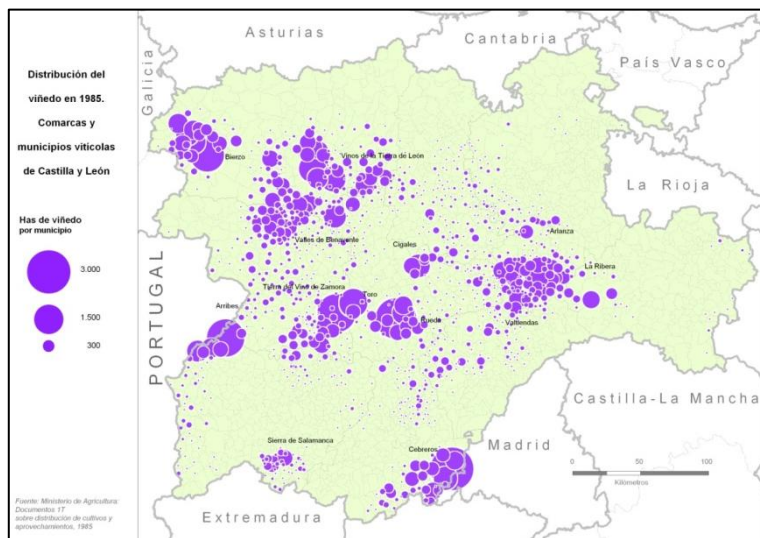 Distribución del
viñedo en 1985.
Comarcas y
municipios vitícolas
de Castilla y León
Has de viñedo
por municipio
3.000
1.500
300
Fuente: Ministerio de Agricultura:
Documentos 1T
sobre distribución de cultivos y
aprovechamientos, 1985
Asturias
Cantabria
País Vasco
Galicia
La Rioja
PORTUGAL
Castilla-La Mancha
Madrid
Extremadura
Bierzo
Vinos de la Tierra de León
Valles de Benavente
Cigales
Arlanza
La Ribera
Tierra del Vino de Zamora
Toro
Arribes
Rueda
Valtiendas
Sierra de Salamanca
Cebreros
0
50
100
Kilómetros